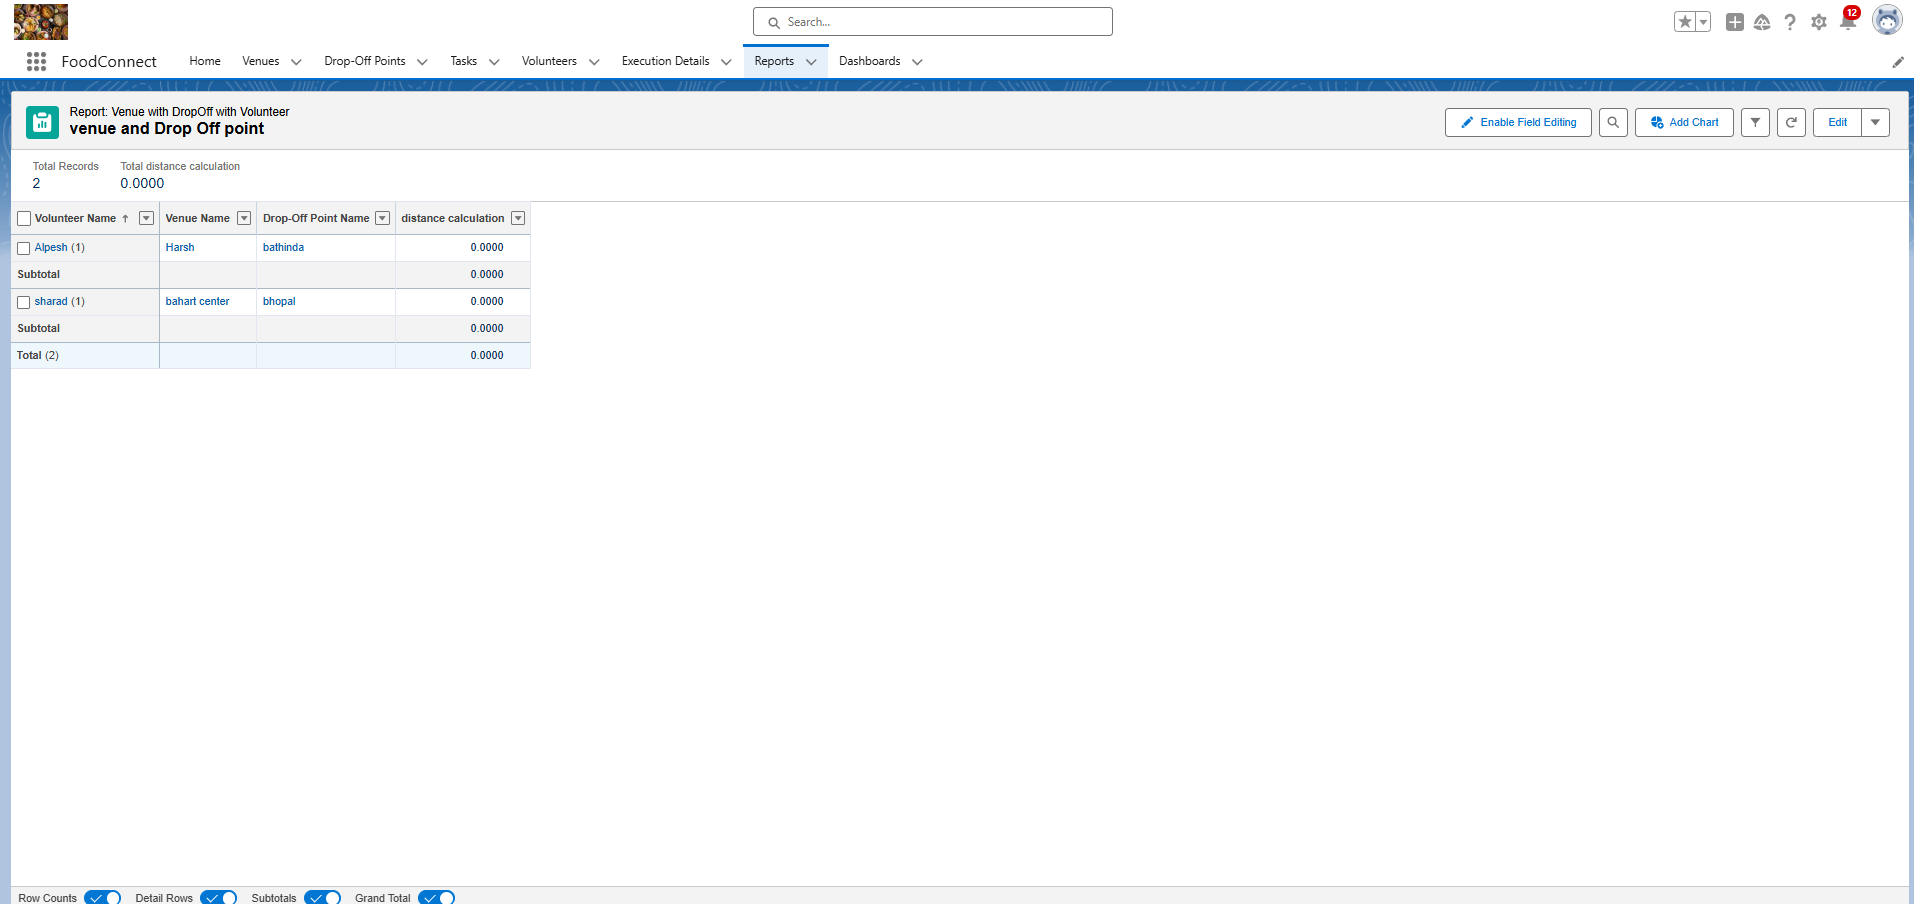 Search...
12
FoodConnect Home Venues Drop-Off Points Tasks Volunteers Execution Details Reports Dashboards
Report: Venue with DropOff with Volunteer
venue and Drop Off point
Enable Field Editing Add Chart Edit
Total Records Total distance calculation
2 0.0000
Volunteer Name ↑ Venue Name Drop-Off Point Name distance calculation
Alpesh (1) Harsh bathinda 0.0000
Subtotal 0.0000
sharad (1) bahart center bhopal 0.0000
Subtotal 0.0000
Total (2) 0.0000
Row Counts Detail Rows Subtotals Grand Total